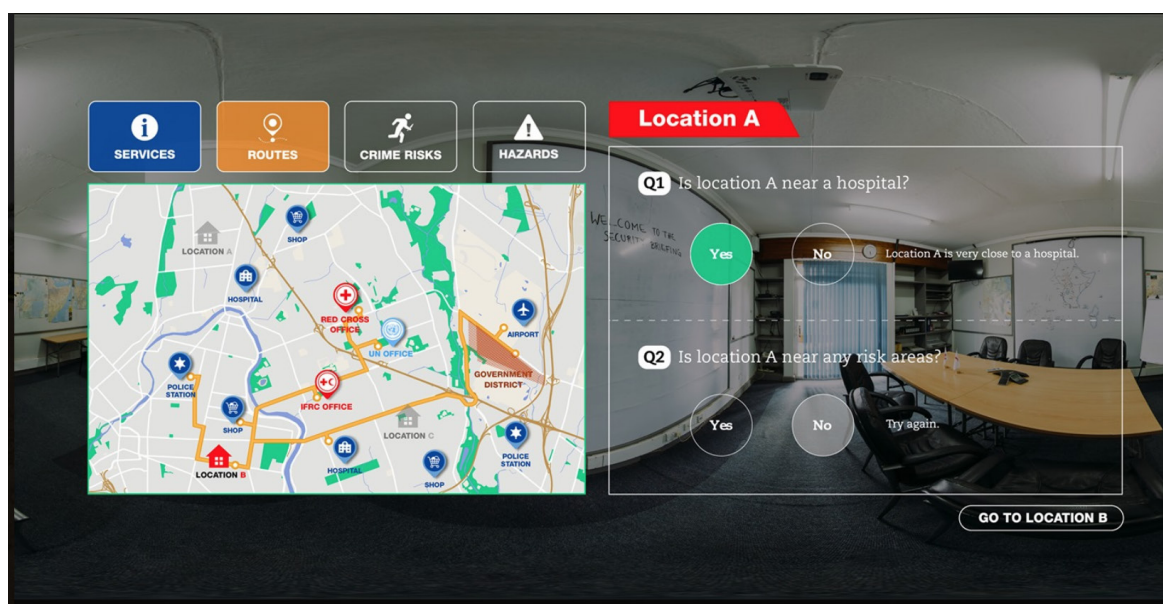 SERVICES
ROUTES
CRIME RISKS
HAZARDS
Location A
LOCATION A
SHOP
HOSPITAL
RED CROSS
OFFICE
UN OFFICE
AIRPORT
GOVERNMENT
DISTRICT
POLICE
STATION
IFRC OFFICE
SHOP
LOCATION C
LOCATION B
HOSPITAL
SHOP
POLICE
STATION
WELCOME TO THE
SECURITY BRIEFING
Q1 Is location A near a hospital?
Yes
No
Location A is very close to a hospital.
Q2 Is location A near any risk areas?
Yes
No
Try again.
GO TO LOCATION B